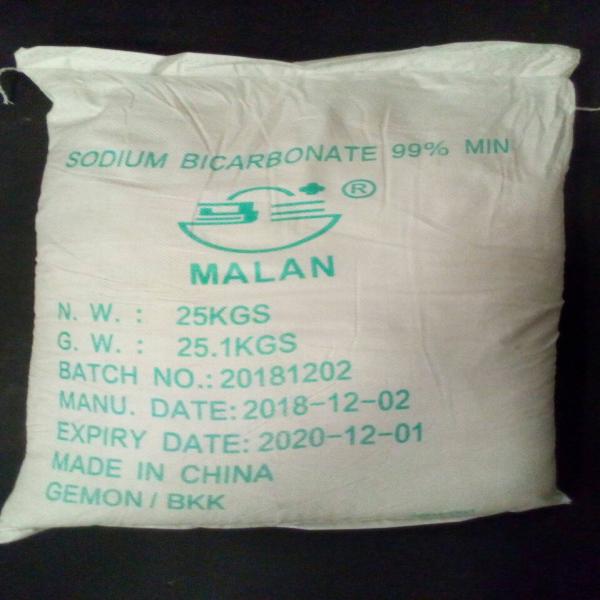 SODIUM BICARBONATE 99% MIN
®
MALAN
N. W. : 25KGS
G. W. : 25.1KGS
BATCH NO.: 20181202
MANU. DATE: 2018-12-02
EXPIRY DATE: 2020-12-01
MADE IN CHINA
GEMON / BKK